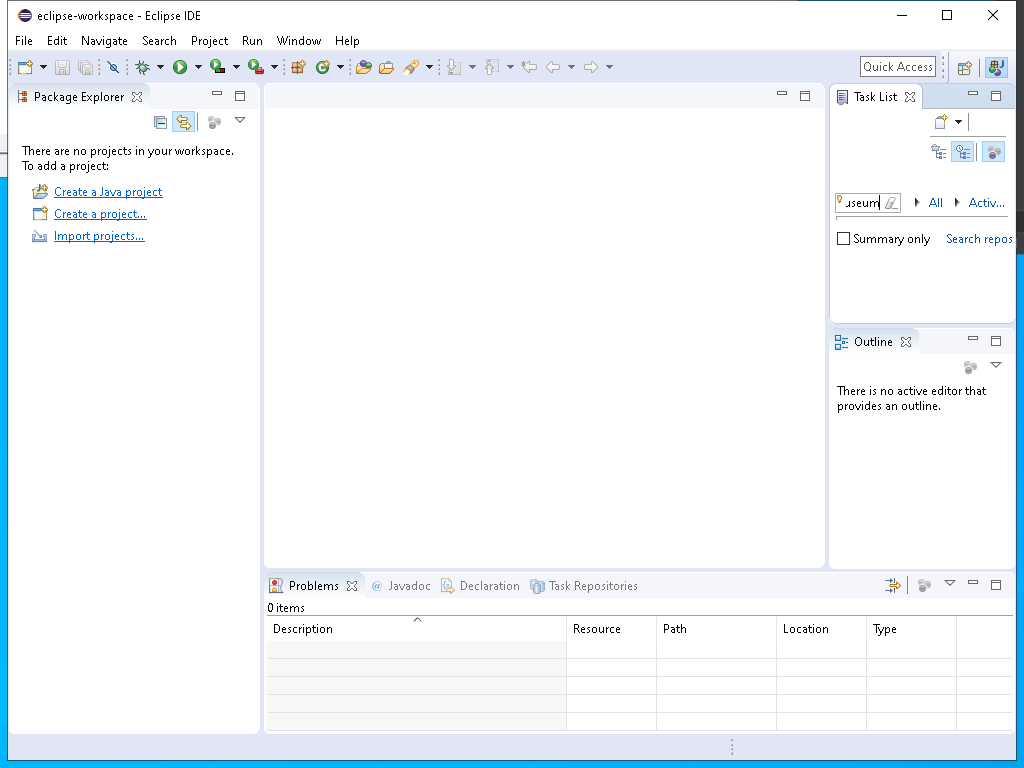 eclipse-workspace - Eclipse IDE
File Edit Navigate Search Project Run Window Help
Quick Access
Package Explorer
There are no projects in your workspace.
To add a project:
Create a Java project
Create a project...
Import projects...
Task List
All Activ...
Summary only Search repos
Outline
There is no active editor that
provides an outline.
Problems @ Javadoc Declaration Task Repositories
0 items
Description Resource Path Location Type